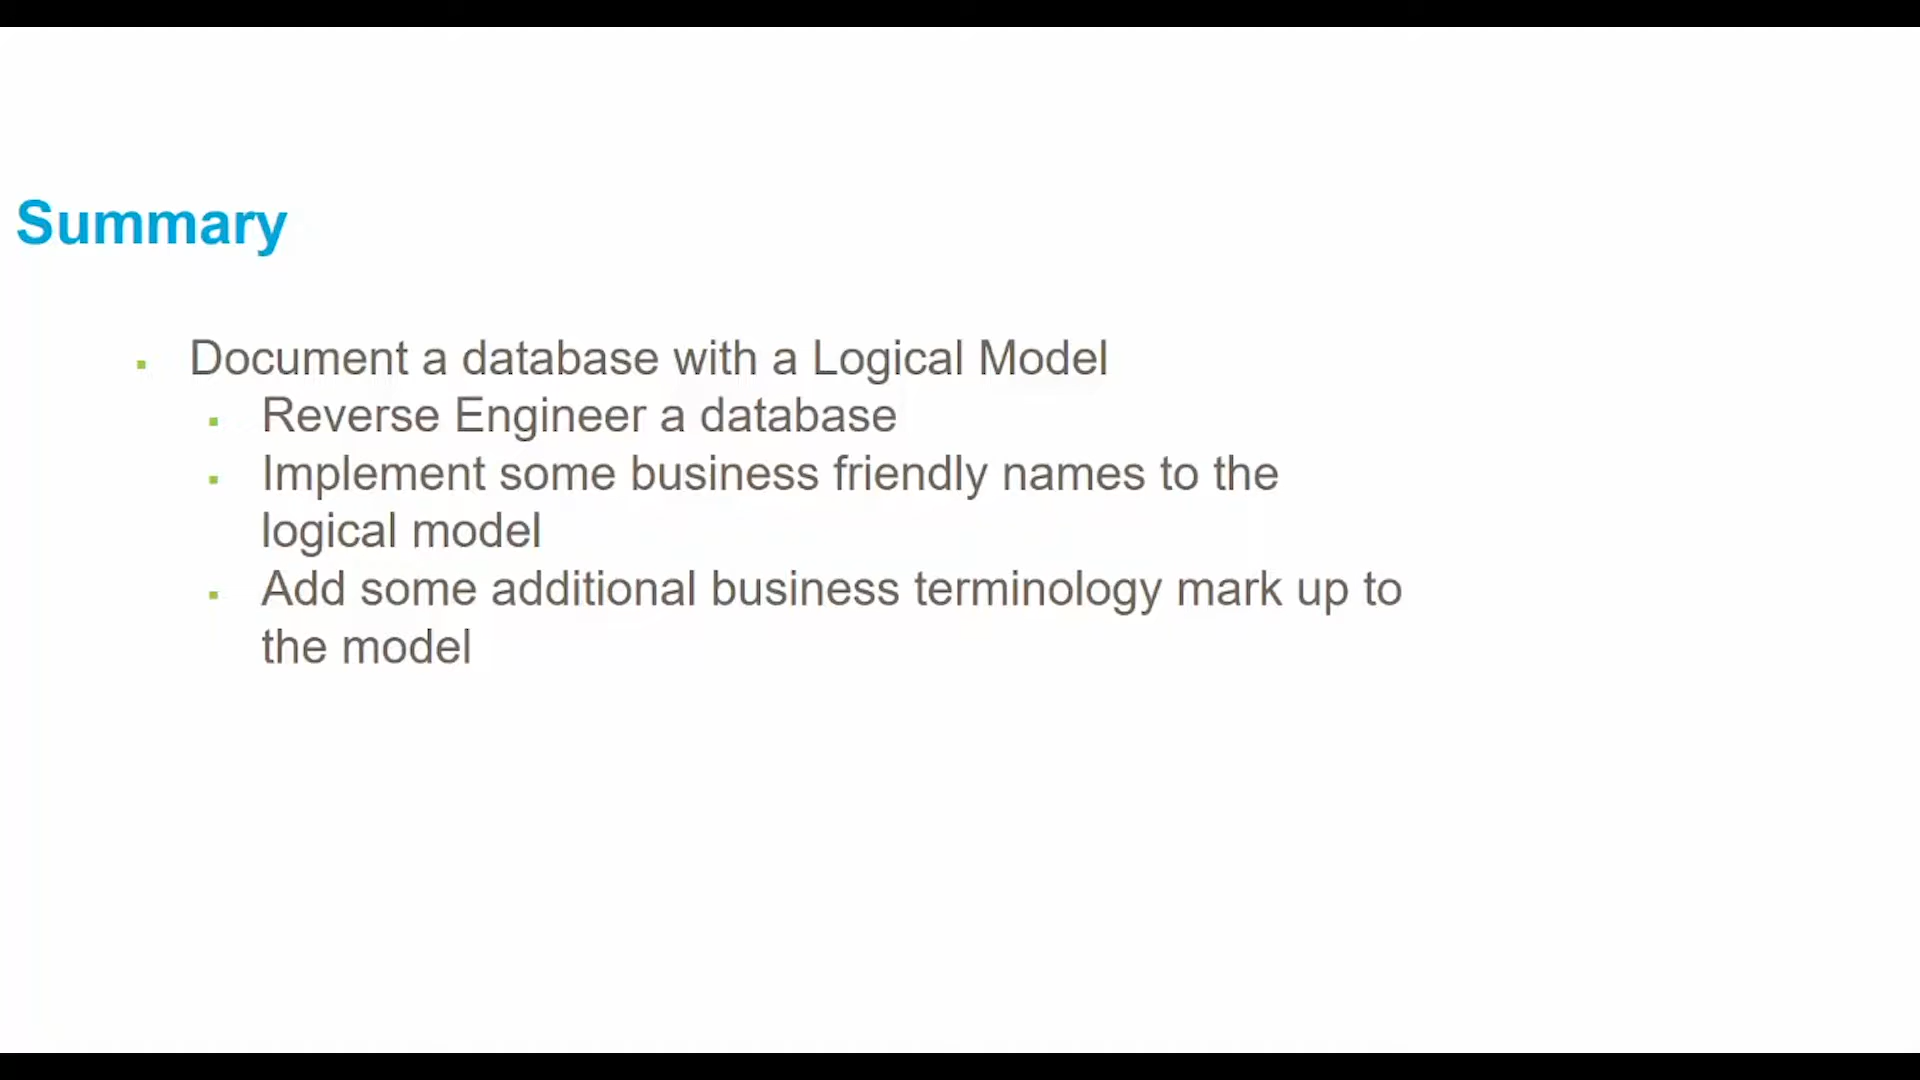 Summary
Document a database with a Logical Model
Reverse Engineer a database
Implement some business friendly names to the
logical model
Add some additional business terminology mark up to
the model